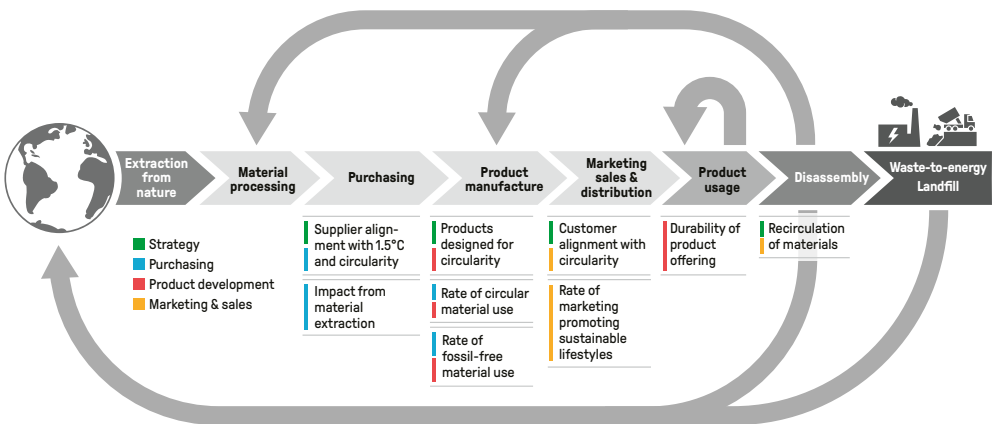 Extraction
from
nature
Material
processing
Purchasing
Product
manufacture
Marketing
sales &
distribution
Product
usage
Disassembly
Waste-to-energy
Landfill
Strategy
Purchasing
Product development
Marketing & sales
Supplier align-
ment with 1.5°C
and circularity
Impact from
material
extraction
Products
designed for
circularity
Rate of circular
material use
Rate of
fossil-free
material use
Customer
alignment with
circularity
Rate of
marketing
promoting
sustainable
lifestyles
Durability of
product
offering
Recirculation
of materials